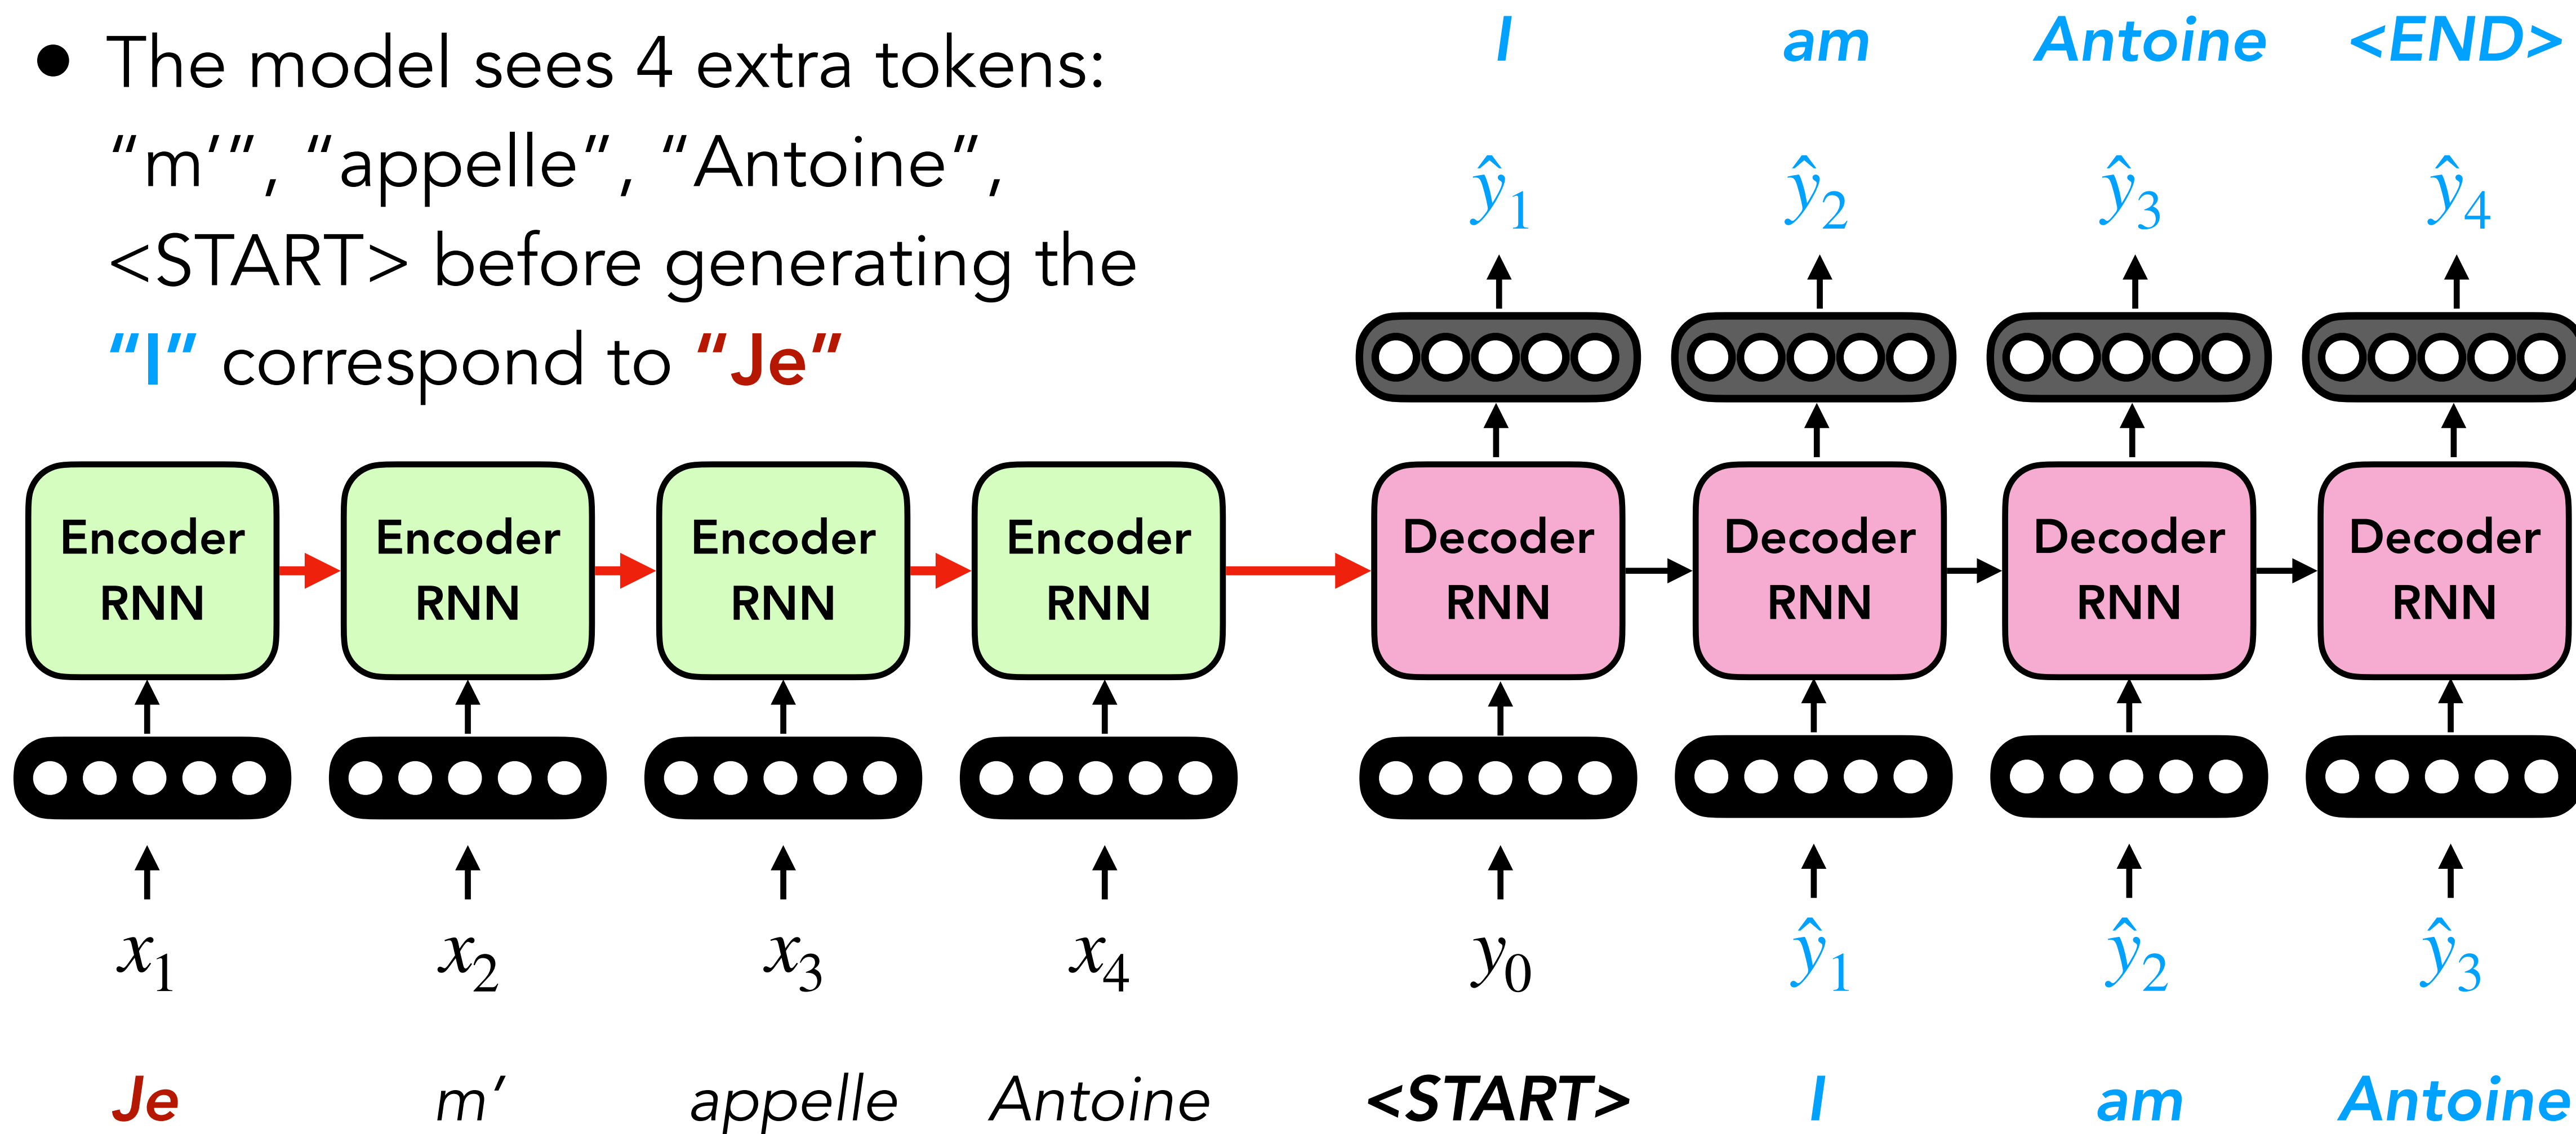 • The model sees 4 extra tokens:
“m’”, “appelle”, “Antoine”,
<START> before generating the
“I” correspond to “Je”
I am Antoine <END>
ŷ1 ŷ2 ŷ3 ŷ4
Encoder RNN Encoder RNN Encoder RNN Encoder RNN Decoder RNN Decoder RNN Decoder RNN Decoder RNN
x1 x2 x3 x4 y0 ŷ1 ŷ2 ŷ3
Je m’ appelle Antoine <START> I am Antoine